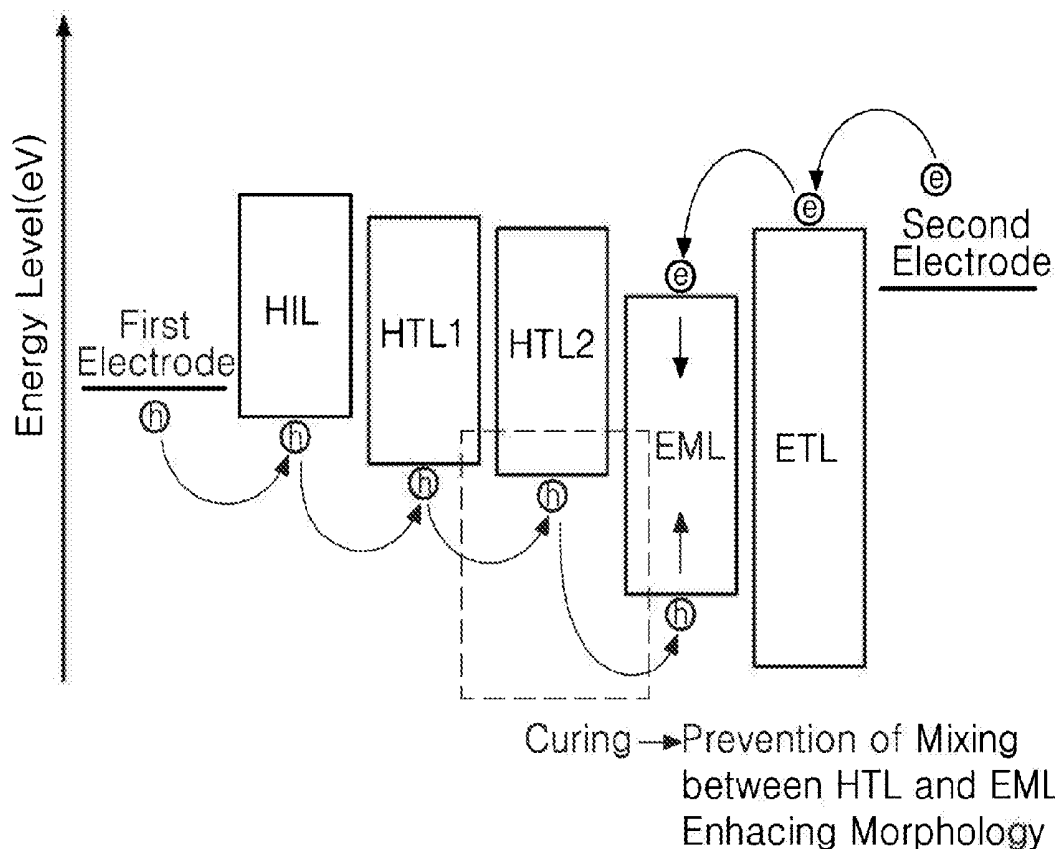 Energy Level(eV)
First
Electrode
h
HIL
h
HTL1
h
HTL2
h
e
EML
h
e
ETL
e
Second
Electrode
Curing → Prevention of Mixing
between HTL and EML
Enhacing Morphology